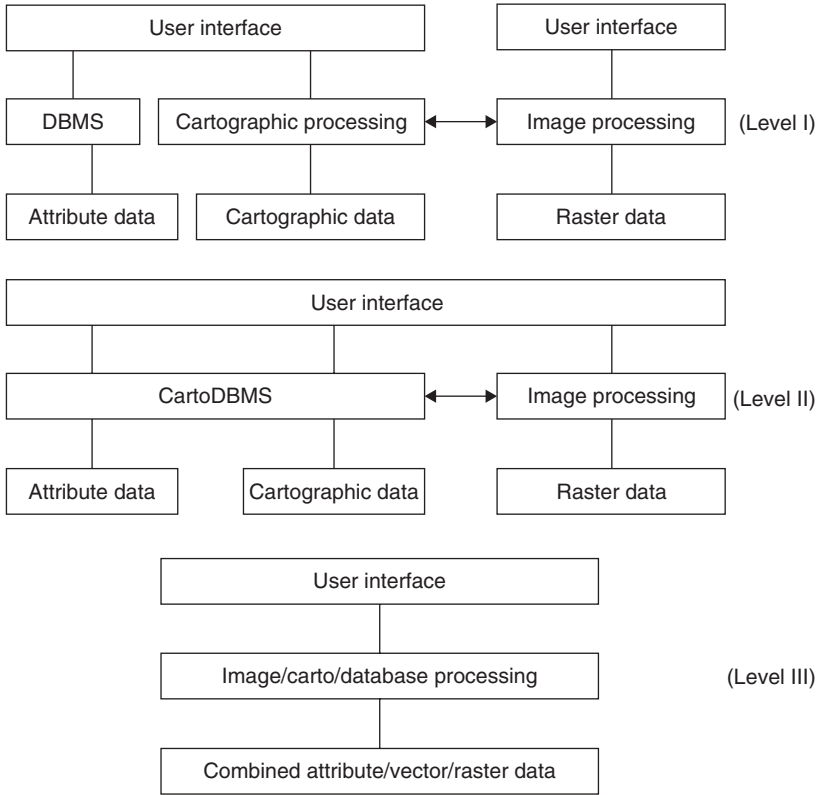 User interface
User interface
DBMS
Cartographic processing
Image processing
(Level I)
Attribute data
Cartographic data
Raster data
User interface
CartoDBMS
Image processing
(Level II)
Attribute data
Cartographic data
Raster data
User interface
Image/carto/database processing
(Level III)
Combined attribute/vector/raster data